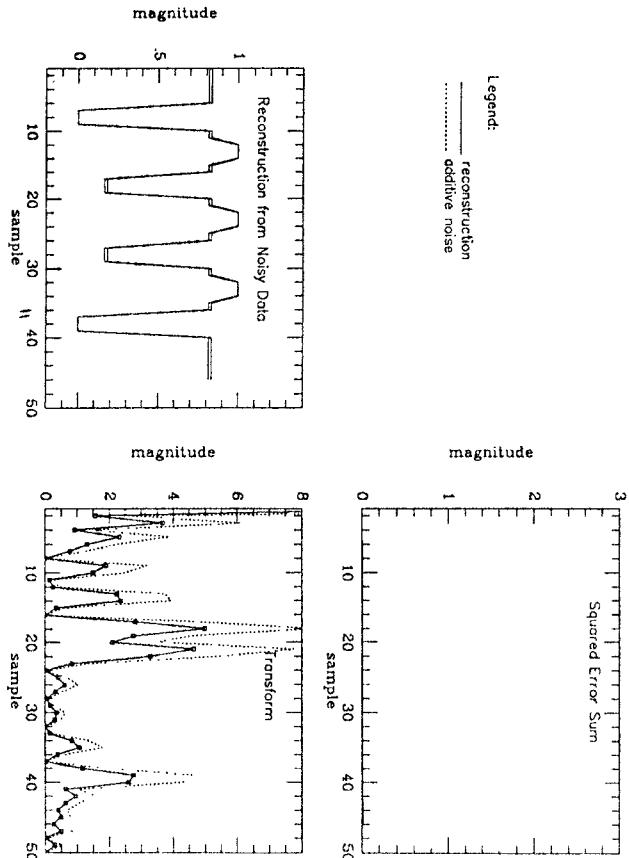 Legend:
reconstruction
additive noise
Squared Error Sum
magnitude
3
2
1
0
10 20 30 40 50
sample
Reconstruction from Noisy Data
magnitude
1
.5
0
10 20 30 40 50
sample
Transform
magnitude
8
6
4
2
0
10 20 30 40 50
sample